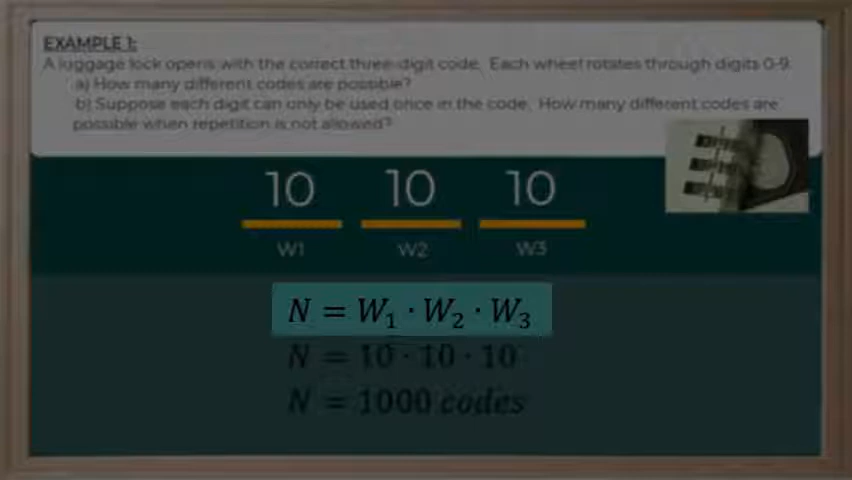 EXAMPLE 1:
A luggage lock opens with the correct three-digit code. Each wheel rotates through digits 0-9.
a) How many different codes are possible?
b) Suppose each digit can only be used once in the code. How many different codes are
possible when repetition is not allowed?
10 10 10
W1 W2 W3
N = W₁ · W₂ · W₃
N = 10 · 10 · 10
N = 1000 codes